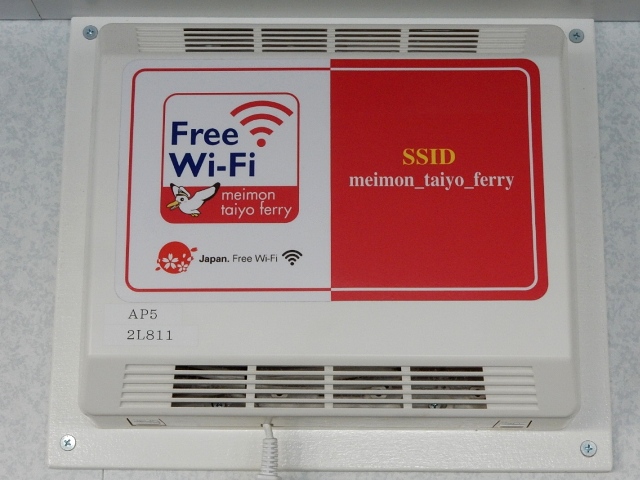 Free
Wi-Fi
meimon
taiyo ferry
Japan. Free Wi-Fi
SSID
meimon_taiyo_ferry
AP5
2L811